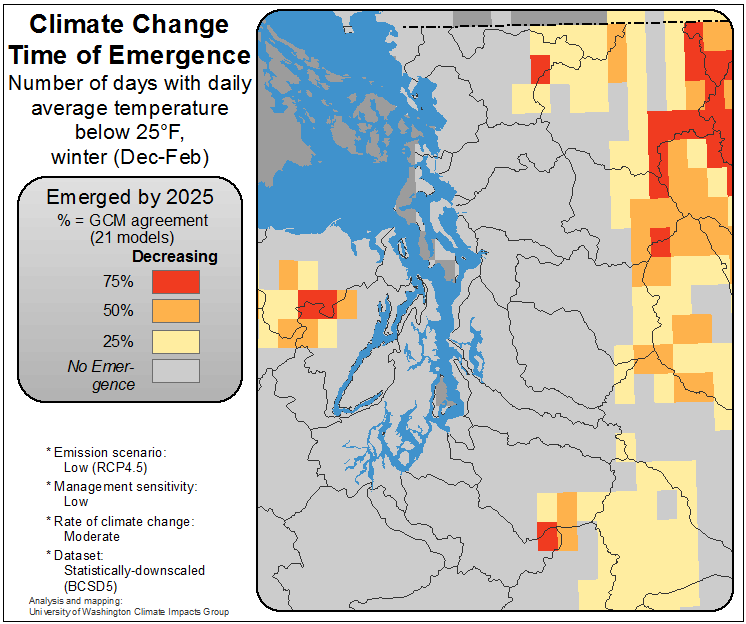 Climate Change
Time of Emergence
Number of days with daily
average temperature
below 25°F,
winter (Dec-Feb)
Emerged by 2025
% = GCM agreement
(21 models)
Decreasing
75%
50%
25%
No Emer-
gence
* Emission scenario:
Low (RCP4.5)
* Management sensitivity:
Low
* Rate of climate change:
Moderate
* Dataset:
Statistically-downscaled
(BCSD5)
Analysis and mapping:
University of Washington Climate Impacts Group